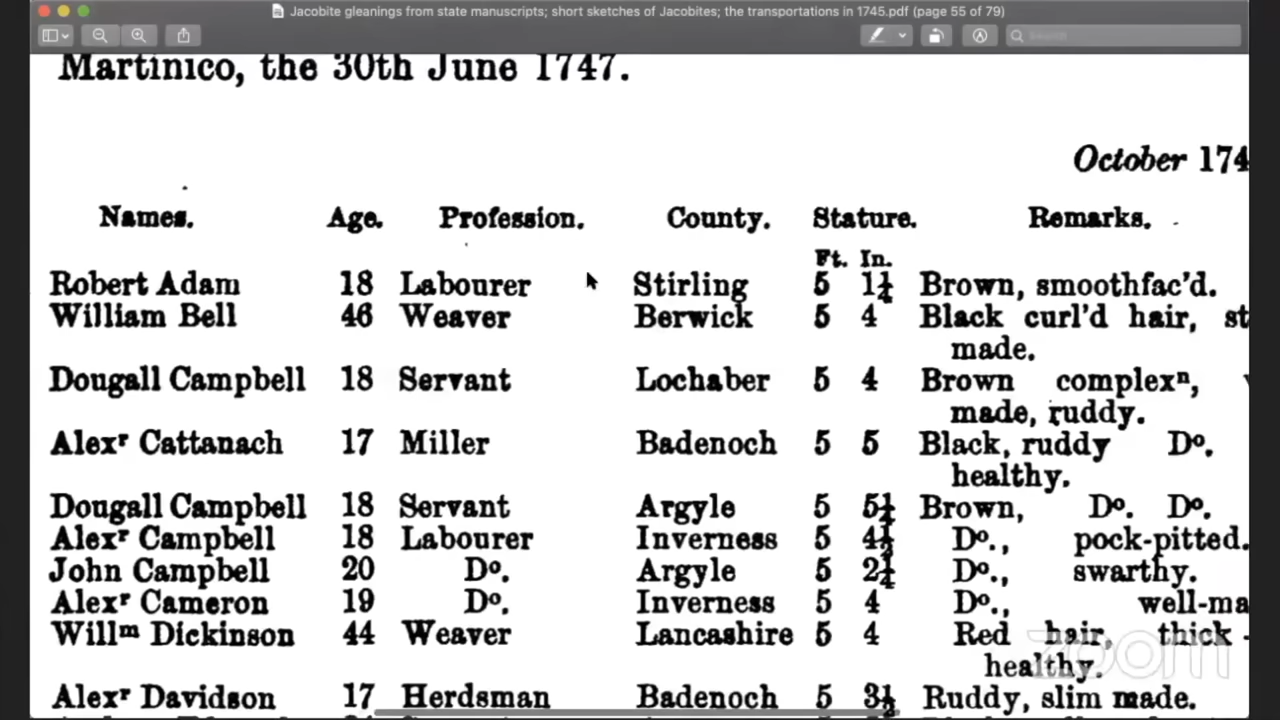 Jacobite gleanings from state manuscripts; short sketches of Jacobites; the transportations in 1745.pdf (page 55 of 79)
Search
Martinico, the 30th June 1747.
October 174
Names. Age. Profession. County. Stature. Remarks.
Ft. In.
Robert Adam 18 Labourer Stirling 5 1¼ Brown, smoothfac'd.
William Bell 46 Weaver Berwick 5 4 Black curl'd hair, st
made.
Dougall Campbell 18 Servant Lochaber 5 4 Brown complexⁿ,
made, ruddy.
Alexʳ Cattanach 17 Miller Badenoch 5 5 Black, ruddy Dº.
healthy.
Dougall Campbell 18 Servant Argyle 5 5¼ Brown, Dº. Dº.
Alexʳ Campbell 18 Labourer Inverness 5 4½ Dº., pock-pitted.
John Campbell 20 Dº. Argyle 5 2¼ Dº., swarthy.
Alexʳ Cameron 19 Dº. Inverness 5 4 Dº., well-ma
Willᵐ Dickinson 44 Weaver Lancashire 5 4 Red hair, thick -
healthy.
zoom
Alexʳ Davidson 17 Herdsman Badenoch 5 3½ Ruddy, slim made.